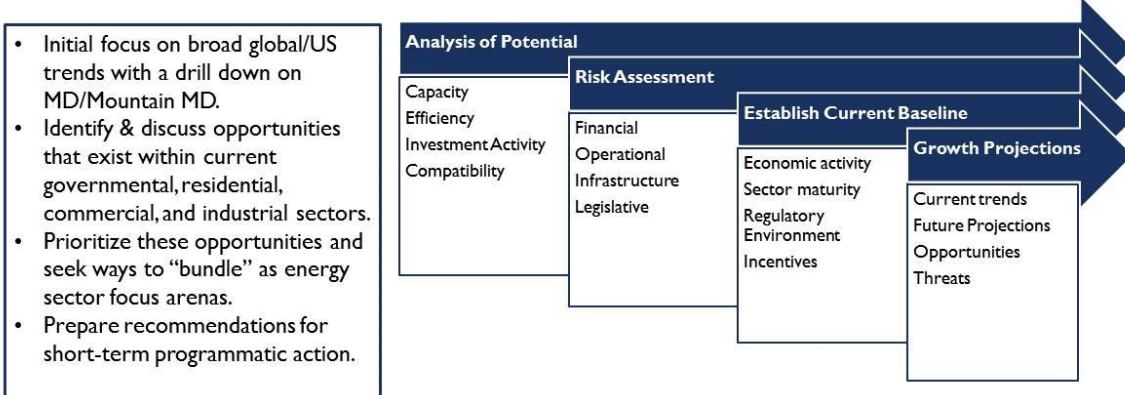 • Initial focus on broad global/US
trends with a drill down on
MD/Mountain MD.
• Identify & discuss opportunities
that exist within current
governmental, residential,
commercial, and industrial sectors.
• Prioritize these opportunities and
seek ways to “bundle” as energy
sector focus arenas.
• Prepare recommendations for
short-term programmatic action.
Analysis of Potential
Capacity
Efficiency
Investment Activity
Compatibility
Risk Assessment
Financial
Operational
Infrastructure
Legislative
Establish Current Baseline
Economic activity
Sector maturity
Regulatory
Environment
Incentives
Growth Projections
Current trends
Future Projections
Opportunities
Threats